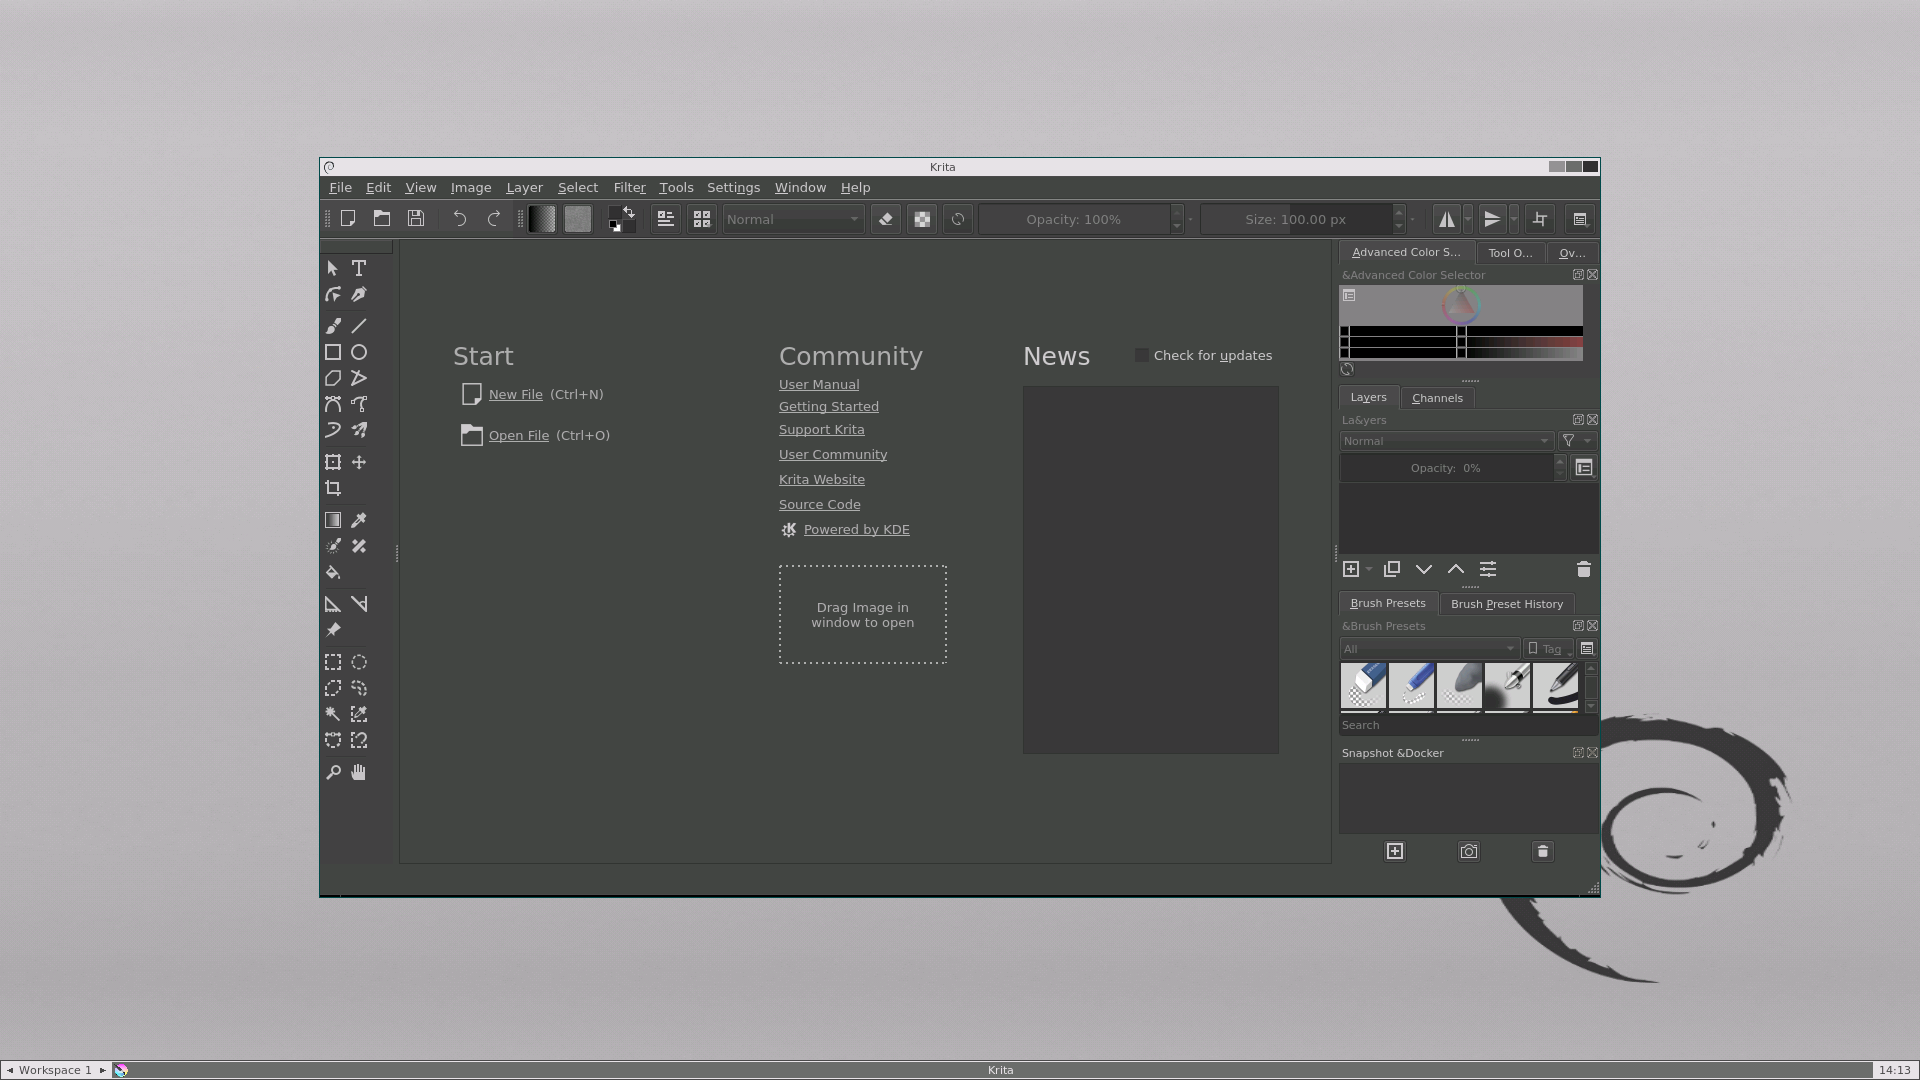 Krita
File Edit View Image Layer Select Filter Tools Settings Window Help
Normal Opacity: 100% Size: 100.00 px
Advanced Color S... Tool O... Ov...
&Advanced Color Selector
Start
New File (Ctrl+N)
Open File (Ctrl+O)
Community
User Manual
Getting Started
Support Krita
User Community
Krita Website
Source Code
Powered by KDE
Drag Image in
window to open
News Check for updates
Layers Channels
La&yers
Normal
Opacity: 0%
Brush Presets Brush Preset History
&Brush Presets
All Tag
Search
Snapshot &Docker
Workspace 1 Krita 14:13